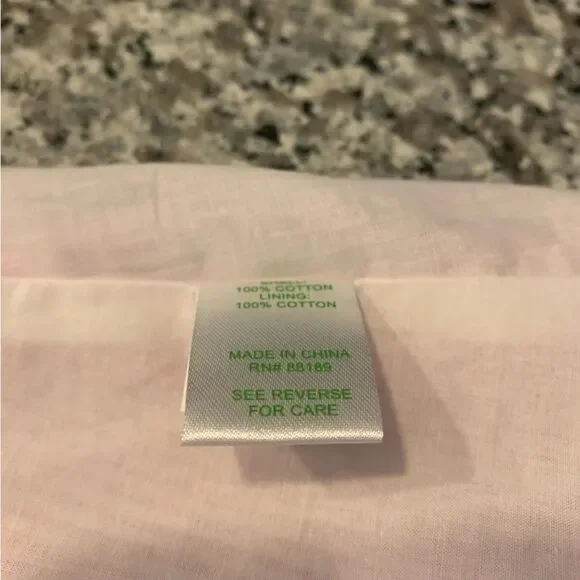 100% COTTON
LINING:
100% COTTON
MADE IN CHINA
RN# 88189
SEE REVERSE
FOR CARE